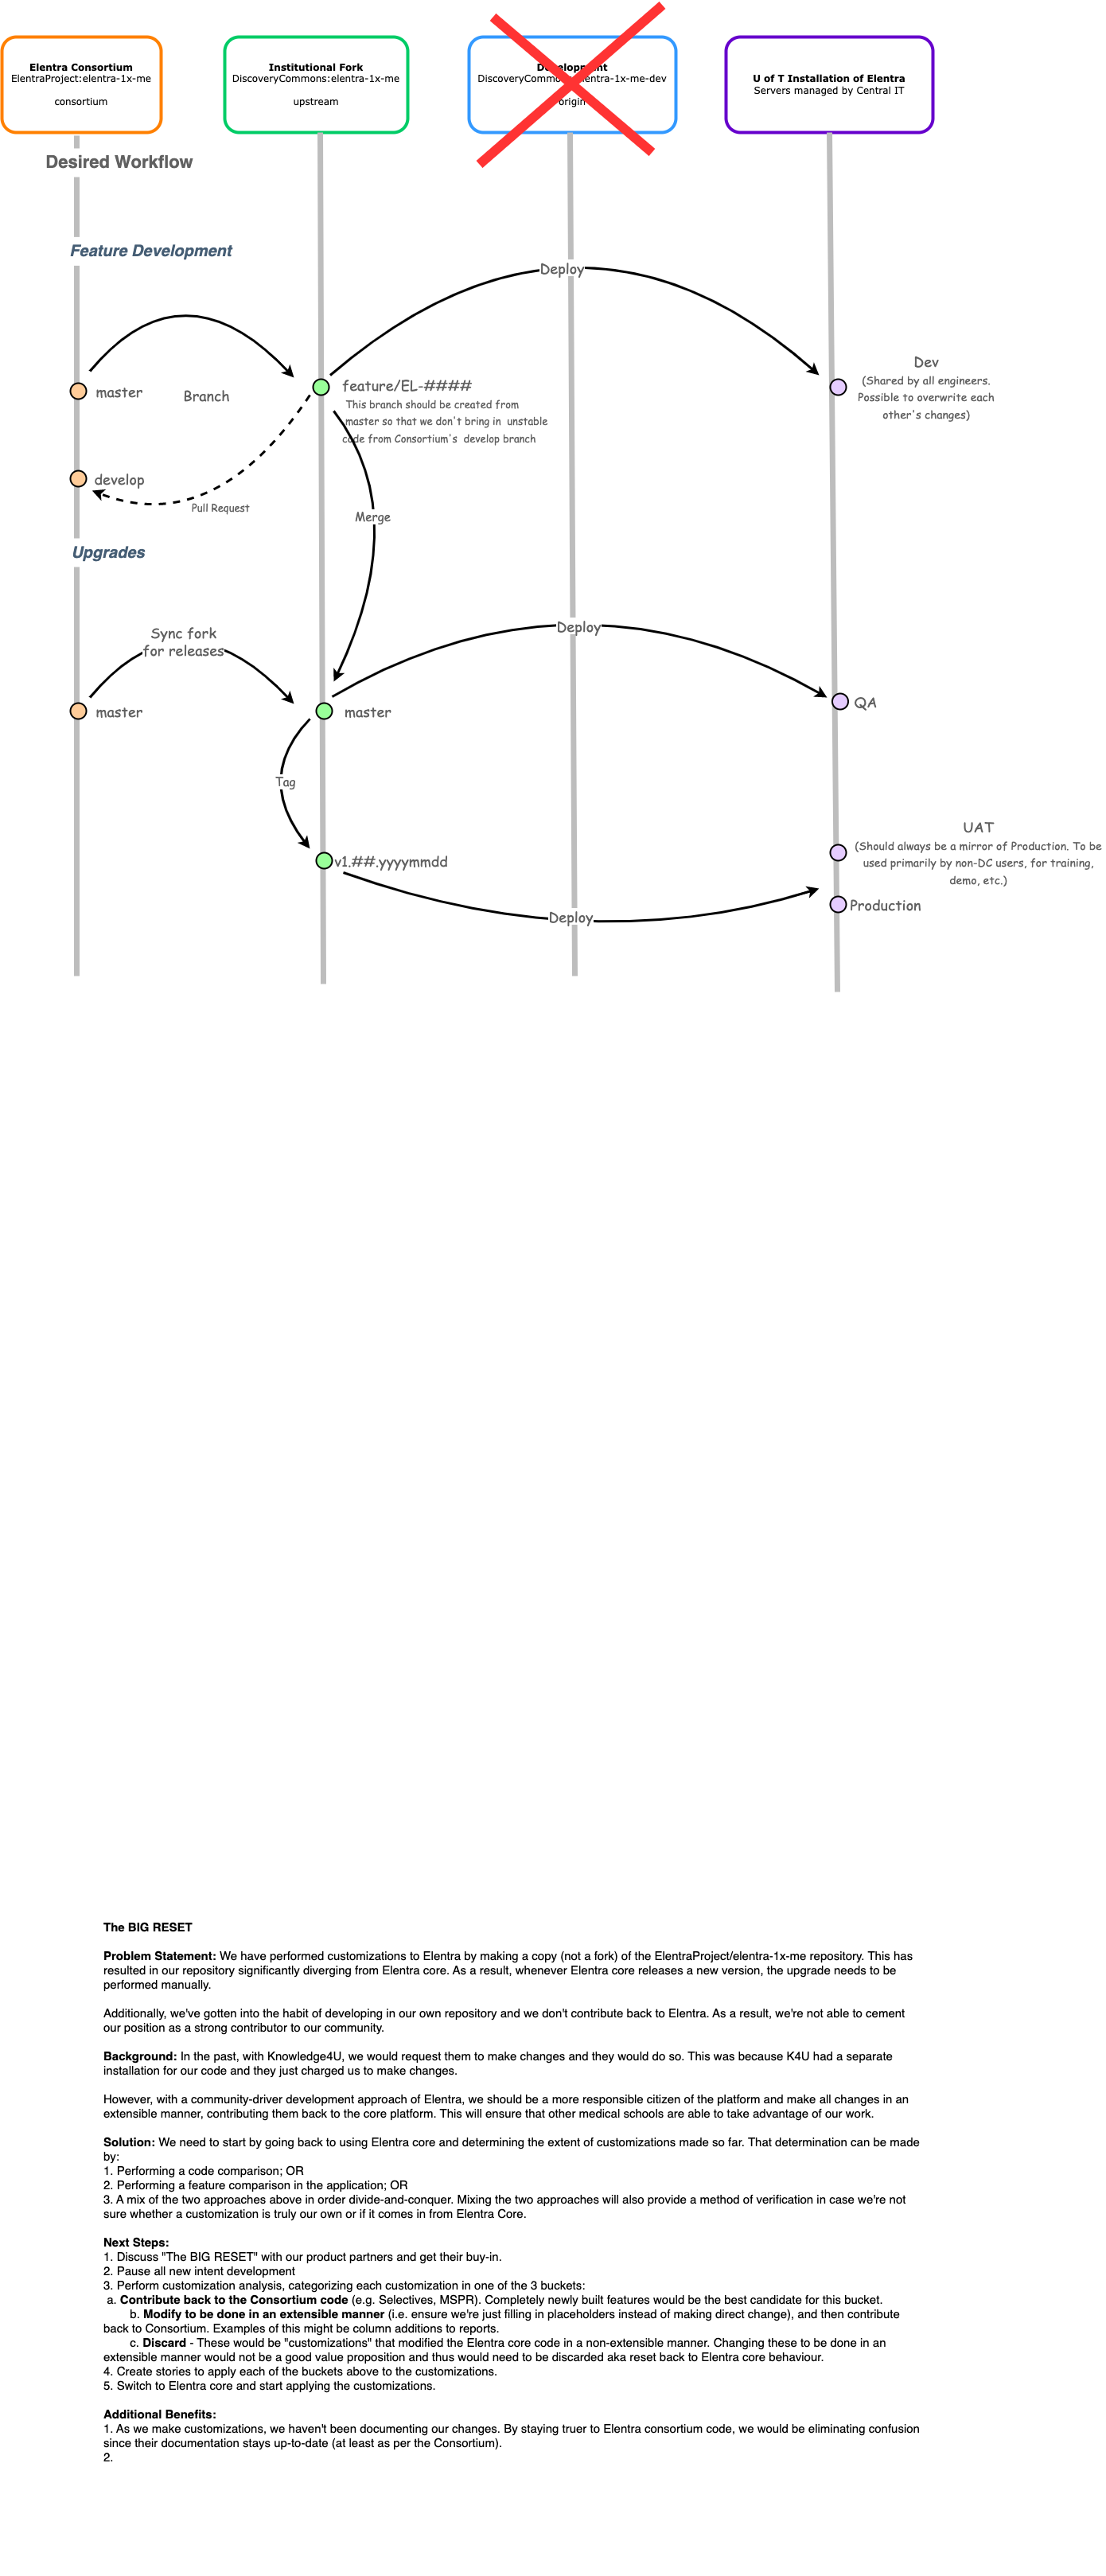 Elentra Consortium
ElentraProject:elentra-1x-me
consortium
Institutional Fork
DiscoveryCommons:elentra-1x-me
upstream
Development
DiscoveryCommons:elentra-1x-me-dev
origin
U of T Installation of Elentra
Servers managed by Central IT
Desired Workflow
Feature Development
Deploy
master
Branch
feature/EL-####
This branch should be created from
master so that we don't bring in unstable
code from Consortium's develop branch
Dev
(Shared by all engineers.
Possible to overwrite each
other's changes)
develop
Pull Request
Merge
Upgrades
Sync fork
for releases
Deploy
master
master
QA
Tag
v1.##.yyyymmdd
UAT
(Should always be a mirror of Production. To be
used primarily by non-DC users, for training,
demo, etc.)
Deploy
Production
The BIG RESET
Problem Statement: We have performed customizations to Elentra by making a copy (not a fork) of the ElentraProject/elentra-1x-me repository. This has
resulted in our repository significantly diverging from Elentra core. As a result, whenever Elentra core releases a new version, the upgrade needs to be
performed manually.
Additionally, we've gotten into the habit of developing in our own repository and we don't contribute back to Elentra. As a result, we're not able to cement
our position as a strong contributor to our community.
Background: In the past, with Knowledge4U, we would request them to make changes and they would do so. This was because K4U had a separate
installation for our code and they just charged us to make changes.
However, with a community-driver development approach of Elentra, we should be a more responsible citizen of the platform and make all changes in an
extensible manner, contributing them back to the core platform. This will ensure that other medical schools are able to take advantage of our work.
Solution: We need to start by going back to using Elentra core and determining the extent of customizations made so far. That determination can be made
by:
1. Performing a code comparison; OR
2. Performing a feature comparison in the application; OR
3. A mix of the two approaches above in order divide-and-conquer. Mixing the two approaches will also provide a method of verification in case we're not
sure whether a customization is truly our own or if it comes in from Elentra Core.
Next Steps:
1. Discuss "The BIG RESET" with our product partners and get their buy-in.
2. Pause all new intent development
3. Perform customization analysis, categorizing each customization in one of the 3 buckets:
a. Contribute back to the Consortium code (e.g. Selectives, MSPR). Completely newly built features would be the best candidate for this bucket.
b. Modify to be done in an extensible manner (i.e. ensure we're just filling in placeholders instead of making direct change), and then contribute
back to Consortium. Examples of this might be column additions to reports.
c. Discard - These would be "customizations" that modified the Elentra core code in a non-extensible manner. Changing these to be done in an
extensible manner would not be a good value proposition and thus would need to be discarded aka reset back to Elentra core behaviour.
4. Create stories to apply each of the buckets above to the customizations.
5. Switch to Elentra core and start applying the customizations.
Additional Benefits:
1. As we make customizations, we haven't been documenting our changes. By staying truer to Elentra consortium code, we would be eliminating confusion
since their documentation stays up-to-date (at least as per the Consortium).
2.